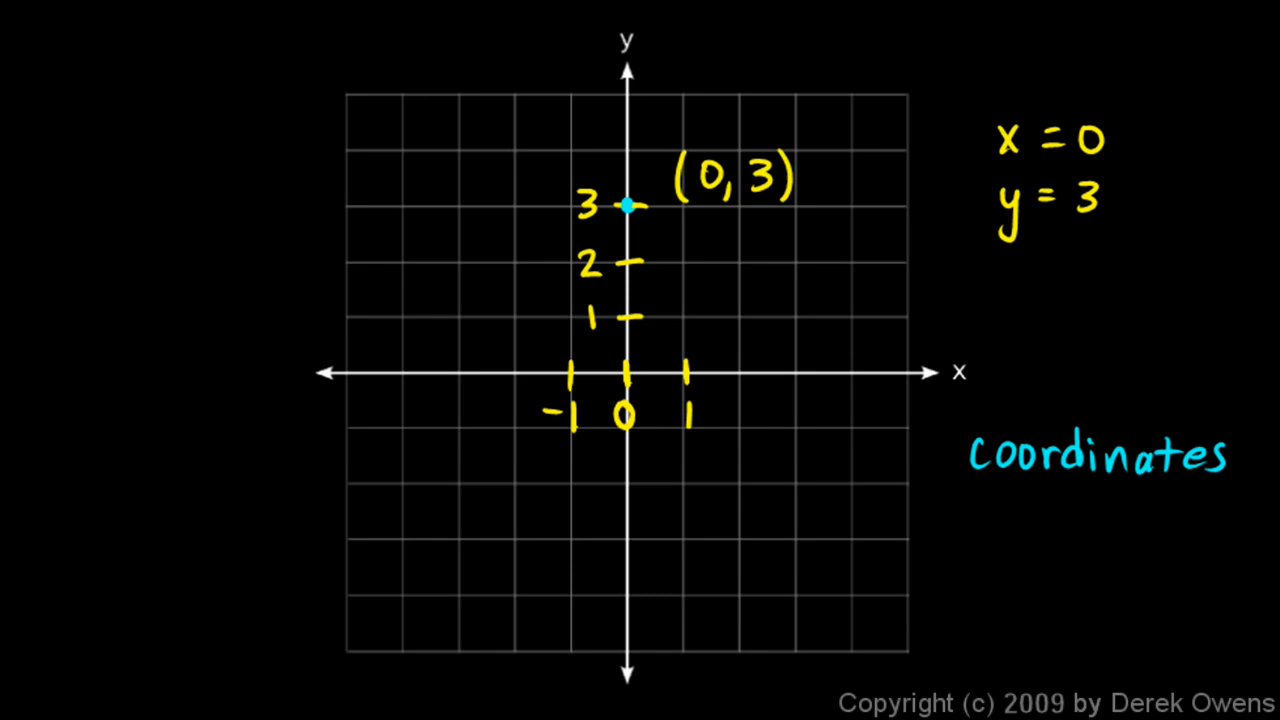 y
x = 0
(0, 3)
y = 3
3
2
1
x
-1 0 1
coordinates
Copyright (c) 2009 by Derek Owens